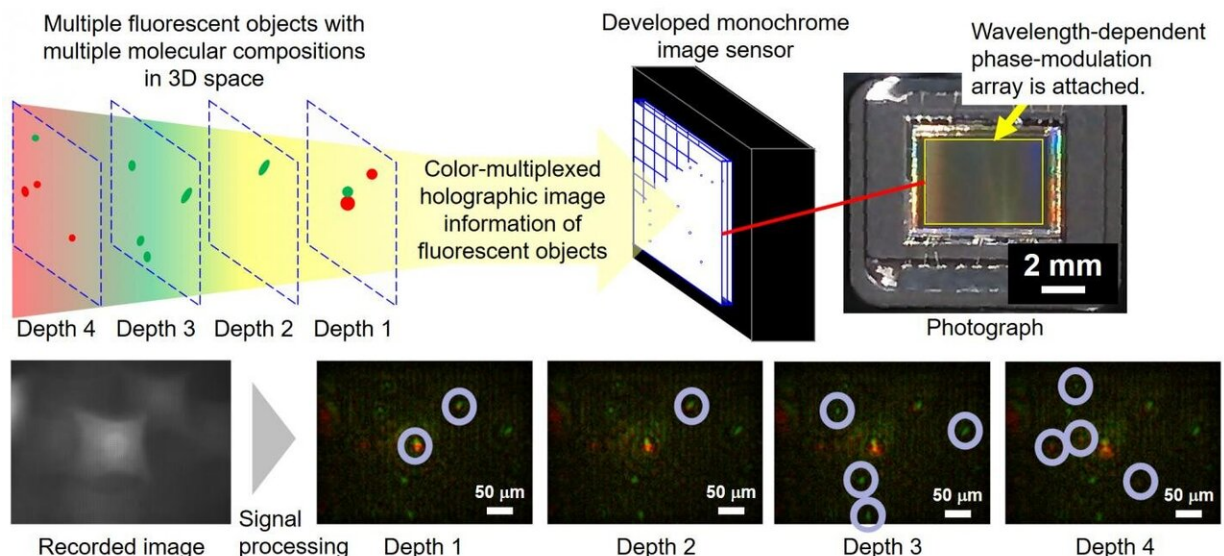 Multiple fluorescent objects with
multiple molecular compositions
in 3D space
Developed monochrome
image sensor
Wavelength-dependent
phase-modulation
array is attached.
Color-multiplexed
holographic image
information of
fluorescent objects
2 mm
Depth 4
Depth 3
Depth 2
Depth 1
Photograph
50 μm
50 μm
50 μm
50 μm
Recorded image
Signal
processing
Depth 1
Depth 2
Depth 3
Depth 4